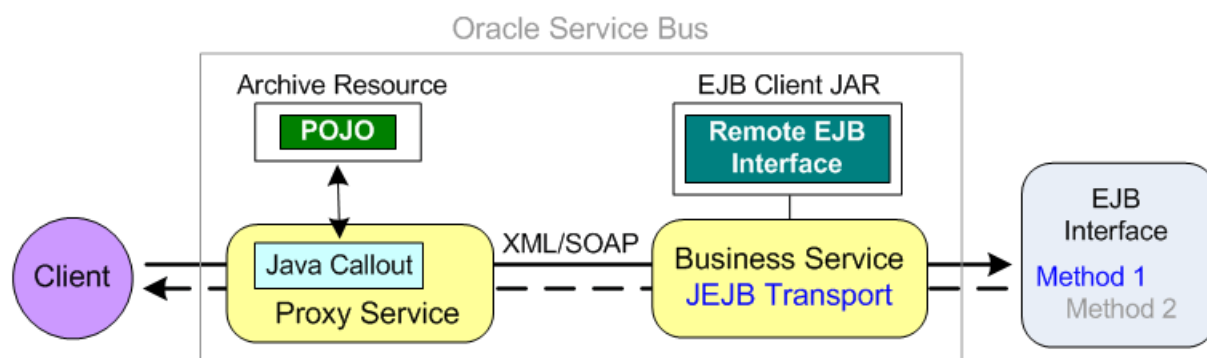 Oracle Service Bus
Archive Resource
POJO
EJB Client JAR
Remote EJB
Interface
Client
Java Callout
Proxy Service
XML/SOAP
Business Service
JEJB Transport
EJB
Interface
Method 1
Method 2